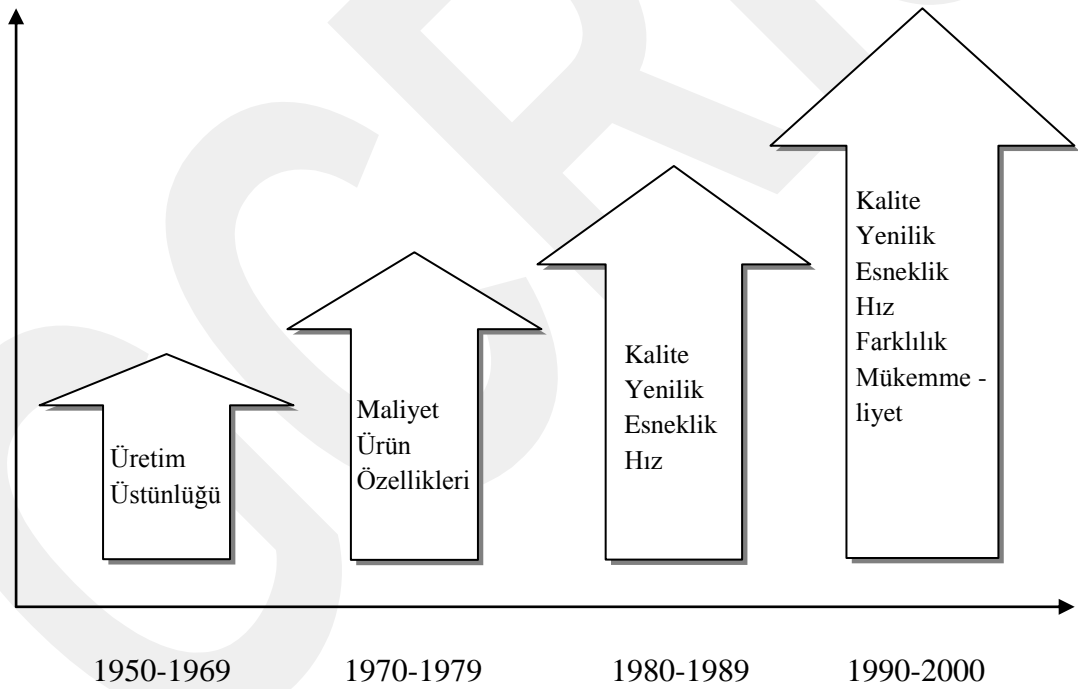 Üretim
Üstünlüğü
Maliyet
Ürün
Özellikleri
Kalite
Yenilik
Esneklik
Hız
Kalite
Yenilik
Esneklik
Hız
Farklılık
Mükemme -
liyet
1950-1969
1970-1979
1980-1989
1990-2000